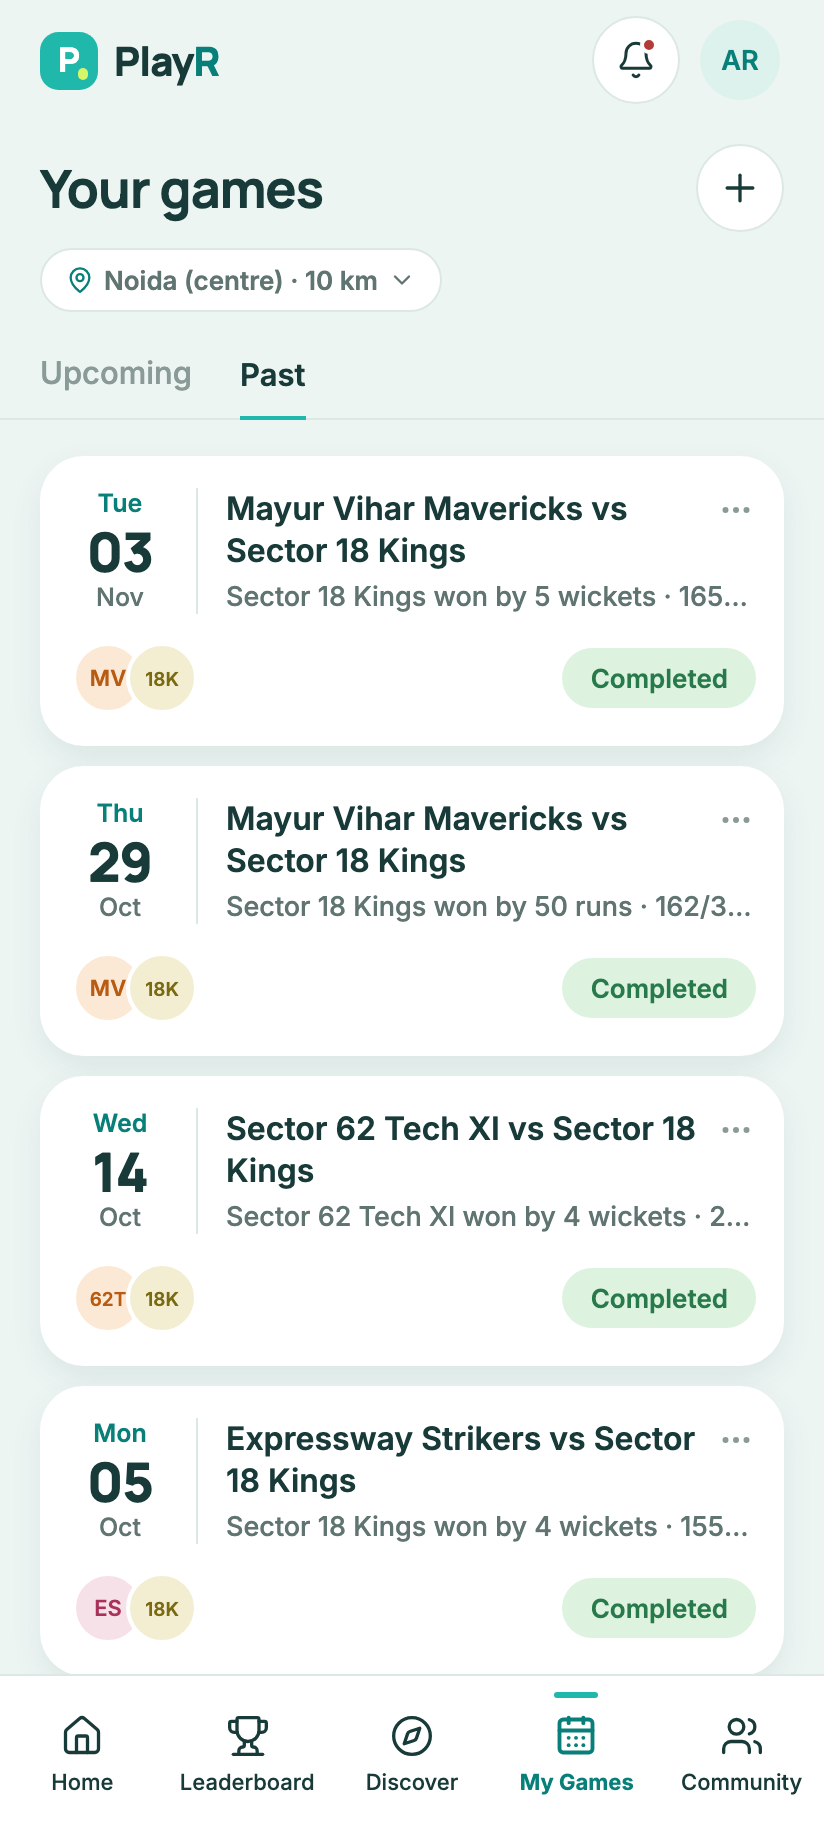 P.
PlayR
AR
Your games
Noida (centre) · 10 km
Upcoming
Past
Tue
03
Nov
Mayur Vihar Mavericks vs
Sector 18 Kings
Sector 18 Kings won by 5 wickets · 165...
MV
18K
Completed
Thu
29
Oct
Mayur Vihar Mavericks vs
Sector 18 Kings
Sector 18 Kings won by 50 runs · 162/3...
MV
18K
Completed
Wed
14
Oct
Sector 62 Tech XI vs Sector 18
Kings
Sector 62 Tech XI won by 4 wickets · 2...
62T
18K
Completed
Mon
05
Oct
Expressway Strikers vs Sector
18 Kings
Sector 18 Kings won by 4 wickets · 155...
ES
18K
Completed
Home
Leaderboard
Discover
My Games
Community